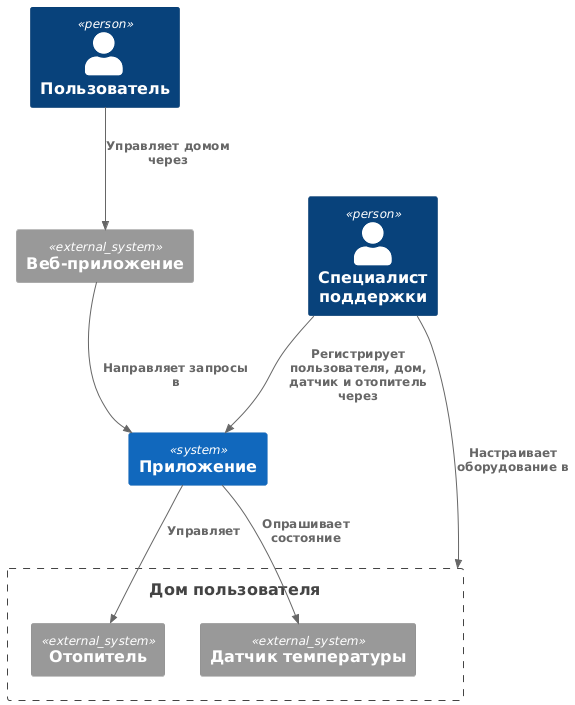 «person»
Пользователь
Управляет домом
через
«external_system»
Веб-приложение
«person»
Специалист
поддержки
Направляет запросы
в
Регистрирует
пользователя, дом,
датчик и отопитель
через
«system»
Приложение
Настраивает
оборудование в
Управляет
Опрашивает
состояние
Дом пользователя
«external_system»
Отопитель
«external_system»
Датчик температуры